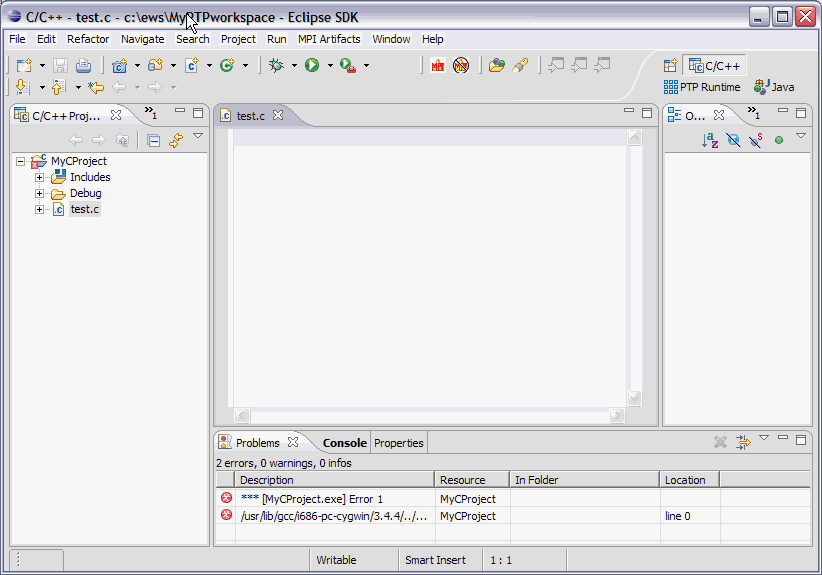 C/C++ - test.c - c:\ews\MyPTPworkspace - Eclipse SDK
File Edit Refactor Navigate Search Project Run MPI Artifacts Window Help
C/C++
PTP Runtime Java
C/C++ Proj... 1
test.c
O... 1
MyCProject
Includes
Debug
test.c
Problems Console Properties
2 errors, 0 warnings, 0 infos
Description Resource In Folder Location
*** [MyCProject.exe] Error 1 MyCProject
/usr/lib/gcc/i686-pc-cygwin/3.4.4/../... MyCProject line 0
Writable Smart Insert 1 : 1